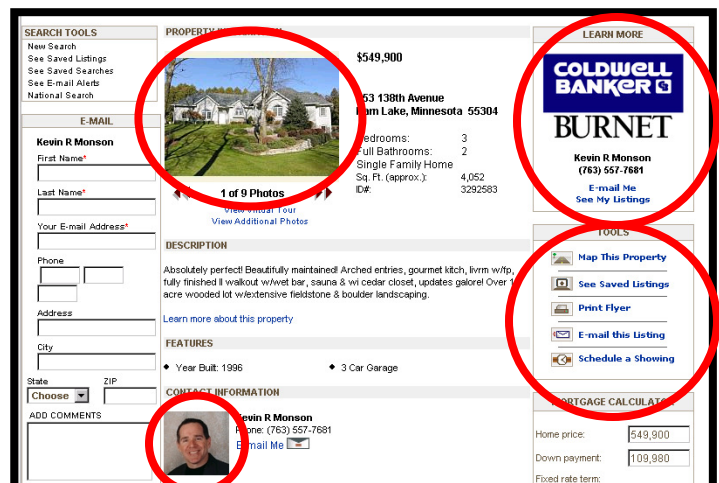 SEARCH TOOLS
New Search
See Saved Listings
See Saved Searches
See E-mail Alerts
National Search
E-MAIL
Kevin R Monson
First Name*
Last Name*
Your E-mail Address*
Phone
Address
City
State ZIP
Choose
ADD COMMENTS
PROPERTY
$549,900
53 138th Avenue
Ham Lake, Minnesota 55304
Bedrooms: 3
Full Bathrooms: 2
Single Family Home
Sq. Ft. (approx.): 4,052
ID#: 3292583
1 of 9 Photos
View Virtual Tour
View Additional Photos
DESCRIPTION
Absolutely perfect! Beautifully maintained! Arched entries, gourmet kitch, livrm w/fp,
fully finished ll walkout w/wet bar, sauna & wi cedar closet, updates galore! Over 1
acre wooded lot w/extensive fieldstone & boulder landscaping.
Learn more about this property
FEATURES
Year Built: 1996
3 Car Garage
CONTACT INFORMATION
Kevin R Monson
Phone: (763) 557-7681
E-mail Me
LEARN MORE
COLDWELL
BANKER
BURNET
Kevin R Monson
(763) 557-7681
E-mail Me
See My Listings
TOOLS
Map This Property
See Saved Listings
Print Flyer
E-mail this Listing
Schedule a Showing
MORTGAGE CALCULATOR
Home price: 549,900
Down payment: 109,980
Fixed rate term: